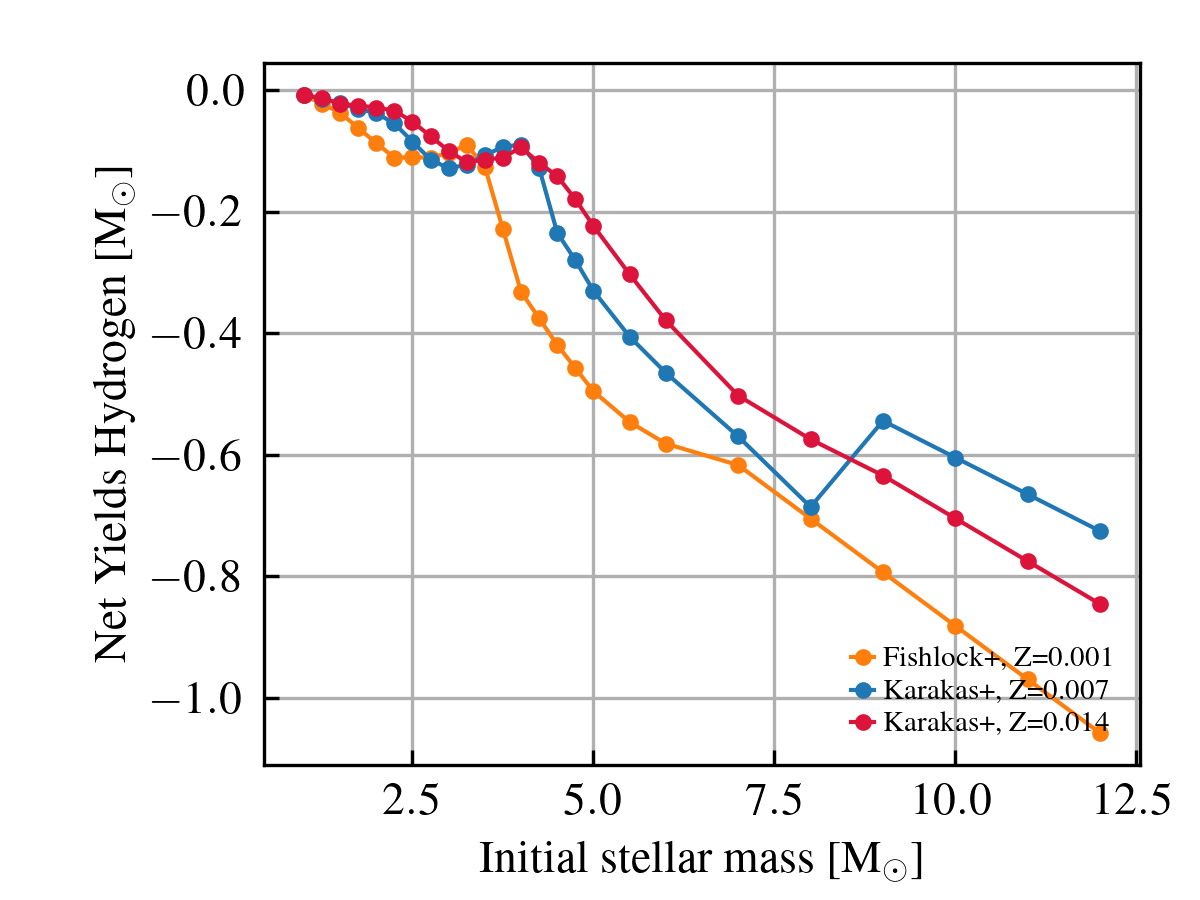 0.0
−0.2
−0.4
−0.6
−0.8
−1.0
Net Yields Hydrogen [M☉]
Fishlock+, Z=0.001
Karakas+, Z=0.007
Karakas+, Z=0.014
2.5 5.0 7.5 10.0 12.5
Initial stellar mass [M☉]